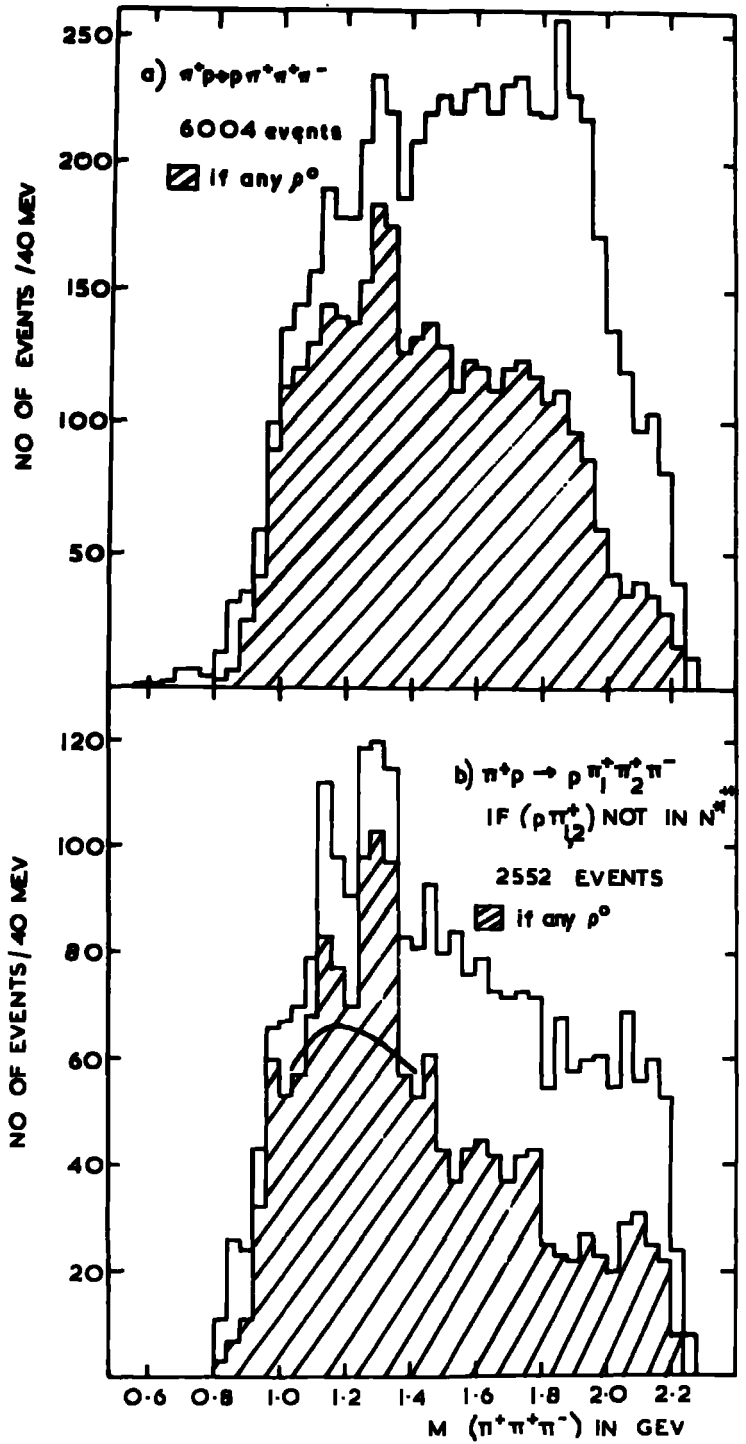 250
200
150
100
50
NO OF EVENTS /40 MEV
a) π⁺p→pπ⁺π⁺π⁻
6004 events
if any ρ⁰
120
100
80
60
40
20
NO OF EVENTS/40 MEV
b) π⁺p → p π₁⁺π₂⁺π⁻
IF (pπ⁺₁,₂) NOT IN N*⁺⁺
2552 EVENTS
if any ρ⁰
0·6 0·8 1·0 1·2 1·4 1·6 1·8 2·0 2·2
M (π⁺π⁺π⁻) IN GEV